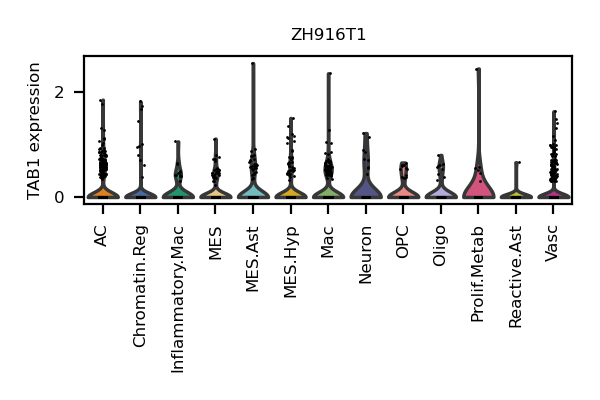 ZH916T1
TAB1 expression
2
0
AC
Chromatin.Reg
Inflammatory.Mac
MES
MES.Ast
MES.Hyp
Mac
Neuron
OPC
Oligo
Prolif.Metab
Reactive.Ast
Vasc